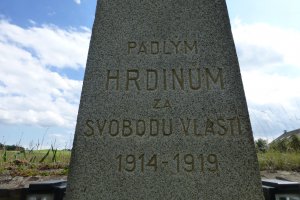 PADLÝM
HRDINŮM
ZA
SVOBODU VLASTI
1914-1919